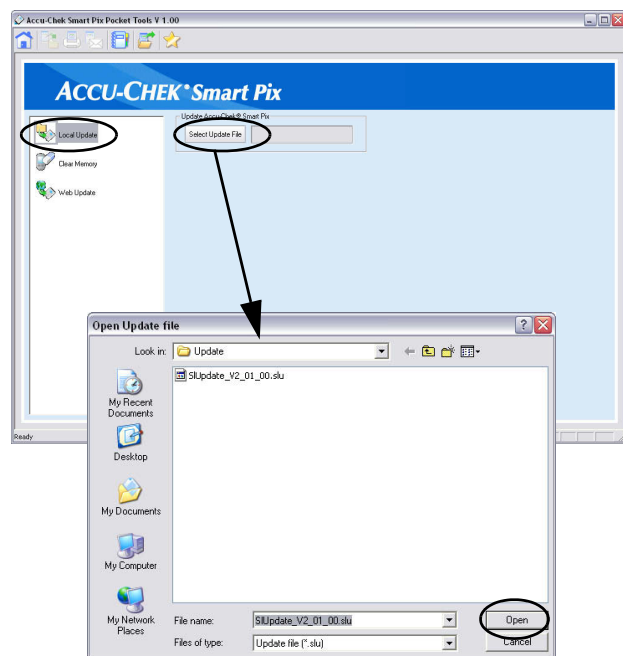 Accu-Chek Smart Pix Pocket Tools V 1.00
ACCU-CHEK® Smart Pix
Local Update
Clear Memory
Web Update
Update Accu-Chek® Smart Pix
Select Update File
Ready
Open Update file
Look in:
Update
SIUpdate_V2_01_00.slu
My Recent
Documents
Desktop
My Documents
My Computer
My Network
Places
File name:
SIUpdate_V2_01_00.slu
Open
Files of type:
Update file (*.slu)
Cancel